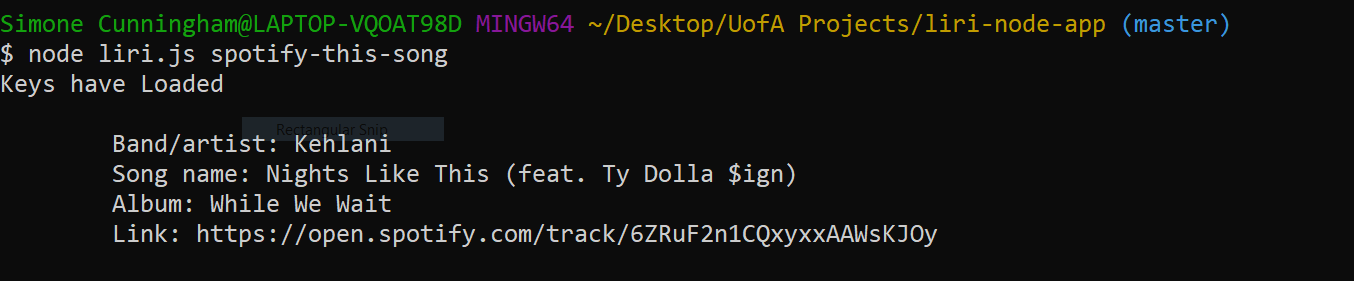 Simone Cunningham@LAPTOP-VQOAT98D MINGW64 ~/Desktop/UofA Projects/liri-node-app (master)
$ node liri.js spotify-this-song
Keys have Loaded
Rectangular Snip
Band/artist: Kehlani
Song name: Nights Like This (feat. Ty Dolla $ign)
Album: While We Wait
Link: https://open.spotify.com/track/6ZRuF2n1CQxyxxAAWsKJOy